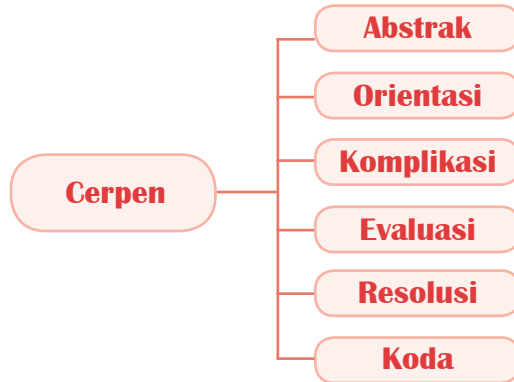 Abstrak
Orientasi
Komplikasi
Cerpen
Evaluasi
Resolusi
Koda